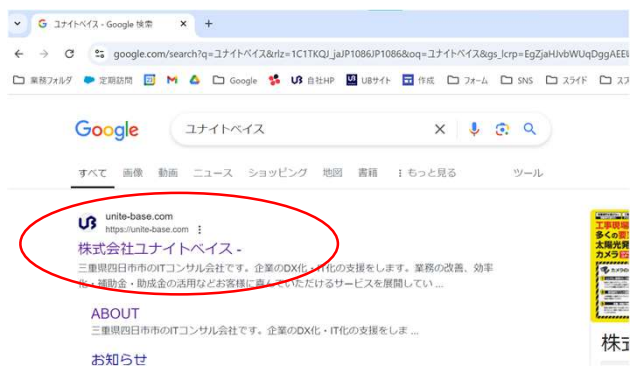 ユナイトベイス - Google 検索
google.com/search?q=ユナイトベイス&rlz=1C1TKQJ_jaJP1086JP1086&oq=ユナイトベイス&gs_lcrp=EgZjaHJvbWUqDggAEEU
業務フォルダ 定期訪問 Google 自社HP UBサイト 作成 フォーム SNS スライド
Google ユナイトベイス
すべて 画像 動画 ニュース ショッピング 地図 書籍 もっと見る ツール
UB unite-base.com
https://unite-base.com
株式会社ユナイトベイス -
三重県四日市市のITコンサル会社です。企業のDX化・IT化の支援をします。業務の改善、効率
化・補助金・助成金の活用などお客様に喜んでいただけるサービスを展開してい ...
ABOUT
三重県四日市市のITコンサル会社です。企業のDX化・IT化の支援をしま ...
お知らせ
工事現場
多くの
太陽光発
カメラ
株式